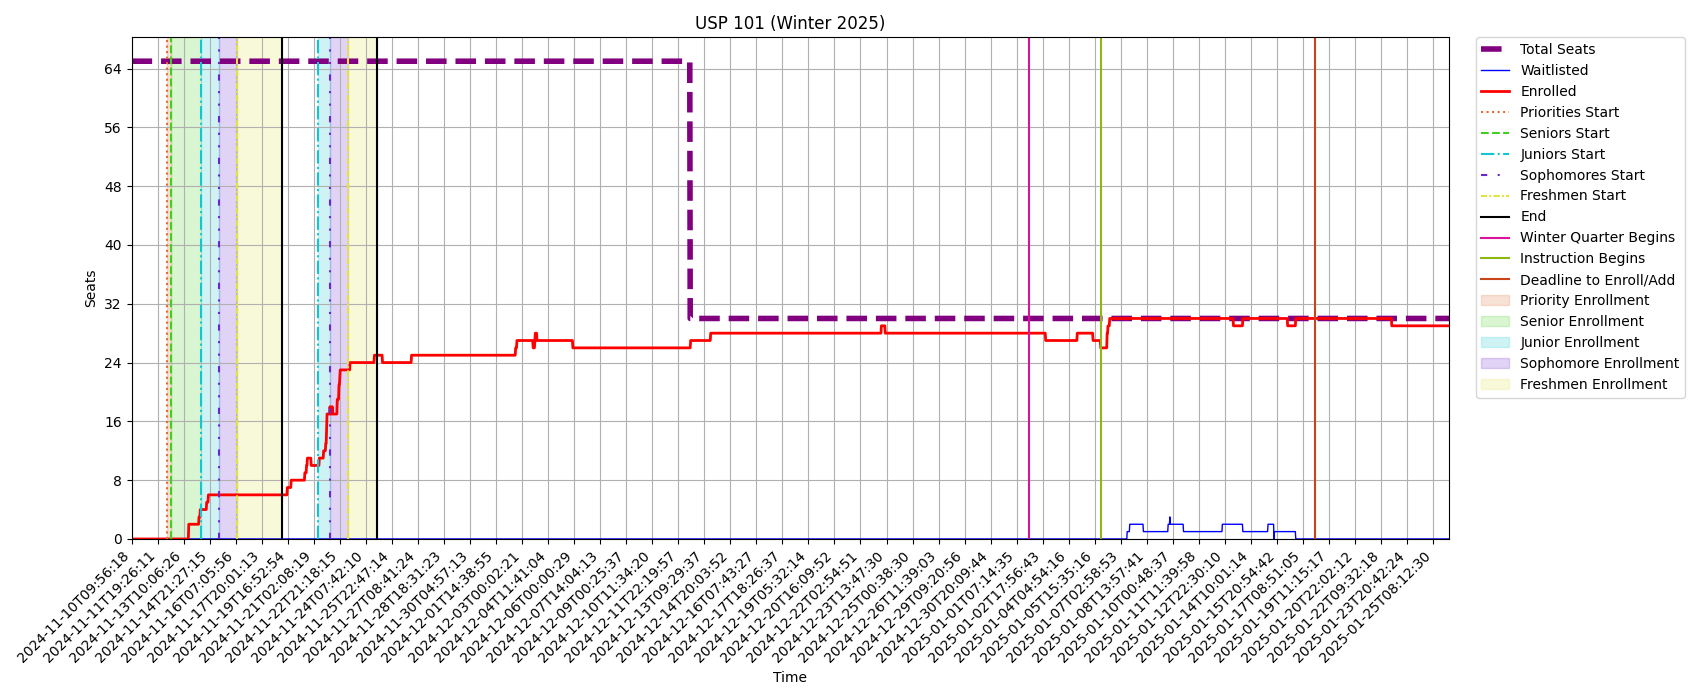 USP 101 (Winter 2025)
Seats
64
56
48
40
32
24
16
8
0
2024-11-10T09:56:18
2024-11-11T19:26:11
2024-11-13T10:06:26
2024-11-14T21:27:15
2024-11-16T07:05:56
2024-11-17T20:01:13
2024-11-19T16:52:54
2024-11-21T02:08:19
2024-11-22T21:18:15
2024-11-24T07:42:10
2024-11-25T22:47:14
2024-11-27T08:41:24
2024-11-28T18:31:23
2024-11-30T04:57:13
2024-12-01T14:38:55
2024-12-03T00:02:21
2024-12-04T11:41:04
2024-12-06T00:00:29
2024-12-07T14:04:13
2024-12-09T00:25:37
2024-12-10T11:34:20
2024-12-11T22:19:57
2024-12-13T09:29:37
2024-12-14T20:03:52
2024-12-16T07:43:27
2024-12-17T18:26:37
2024-12-19T05:32:14
2024-12-20T16:09:52
2024-12-22T02:54:51
2024-12-23T13:47:30
2024-12-25T00:38:30
2024-12-26T11:39:03
2024-12-29T09:20:56
2024-12-30T20:09:44
2025-01-01T07:14:35
2025-01-02T17:56:43
2025-01-04T04:54:16
2025-01-05T15:35:16
2025-01-07T02:58:53
2025-01-08T13:57:41
2025-01-10T00:48:37
2025-01-11T11:39:58
2025-01-12T22:30:10
2025-01-14T10:01:14
2025-01-15T20:54:42
2025-01-17T08:51:05
2025-01-19T11:15:17
2025-01-20T22:02:12
2025-01-22T09:32:18
2025-01-23T20:42:24
2025-01-25T08:12:30
Time
Total Seats
Waitlisted
Enrolled
Priorities Start
Seniors Start
Juniors Start
Sophomores Start
Freshmen Start
End
Winter Quarter Begins
Instruction Begins
Deadline to Enroll/Add
Priority Enrollment
Senior Enrollment
Junior Enrollment
Sophomore Enrollment
Freshmen Enrollment